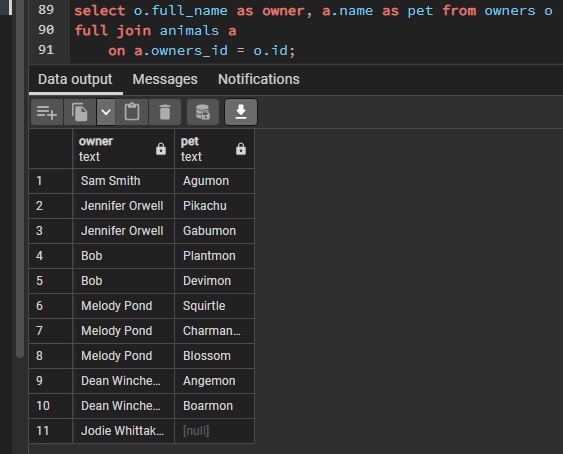 89 select o.full_name as owner, a.name as pet from owners o
90 full join animals a
91 on a.owners_id = o.id;
Data output Messages Notifications
owner text pet text
1 Sam Smith Agumon
2 Jennifer Orwell Pikachu
3 Jennifer Orwell Gabumon
4 Bob Plantmon
5 Bob Devimon
6 Melody Pond Squirtle
7 Melody Pond Charman...
8 Melody Pond Blossom
9 Dean Winche... Angemon
10 Dean Winche... Boarmon
11 Jodie Whittak... [null]